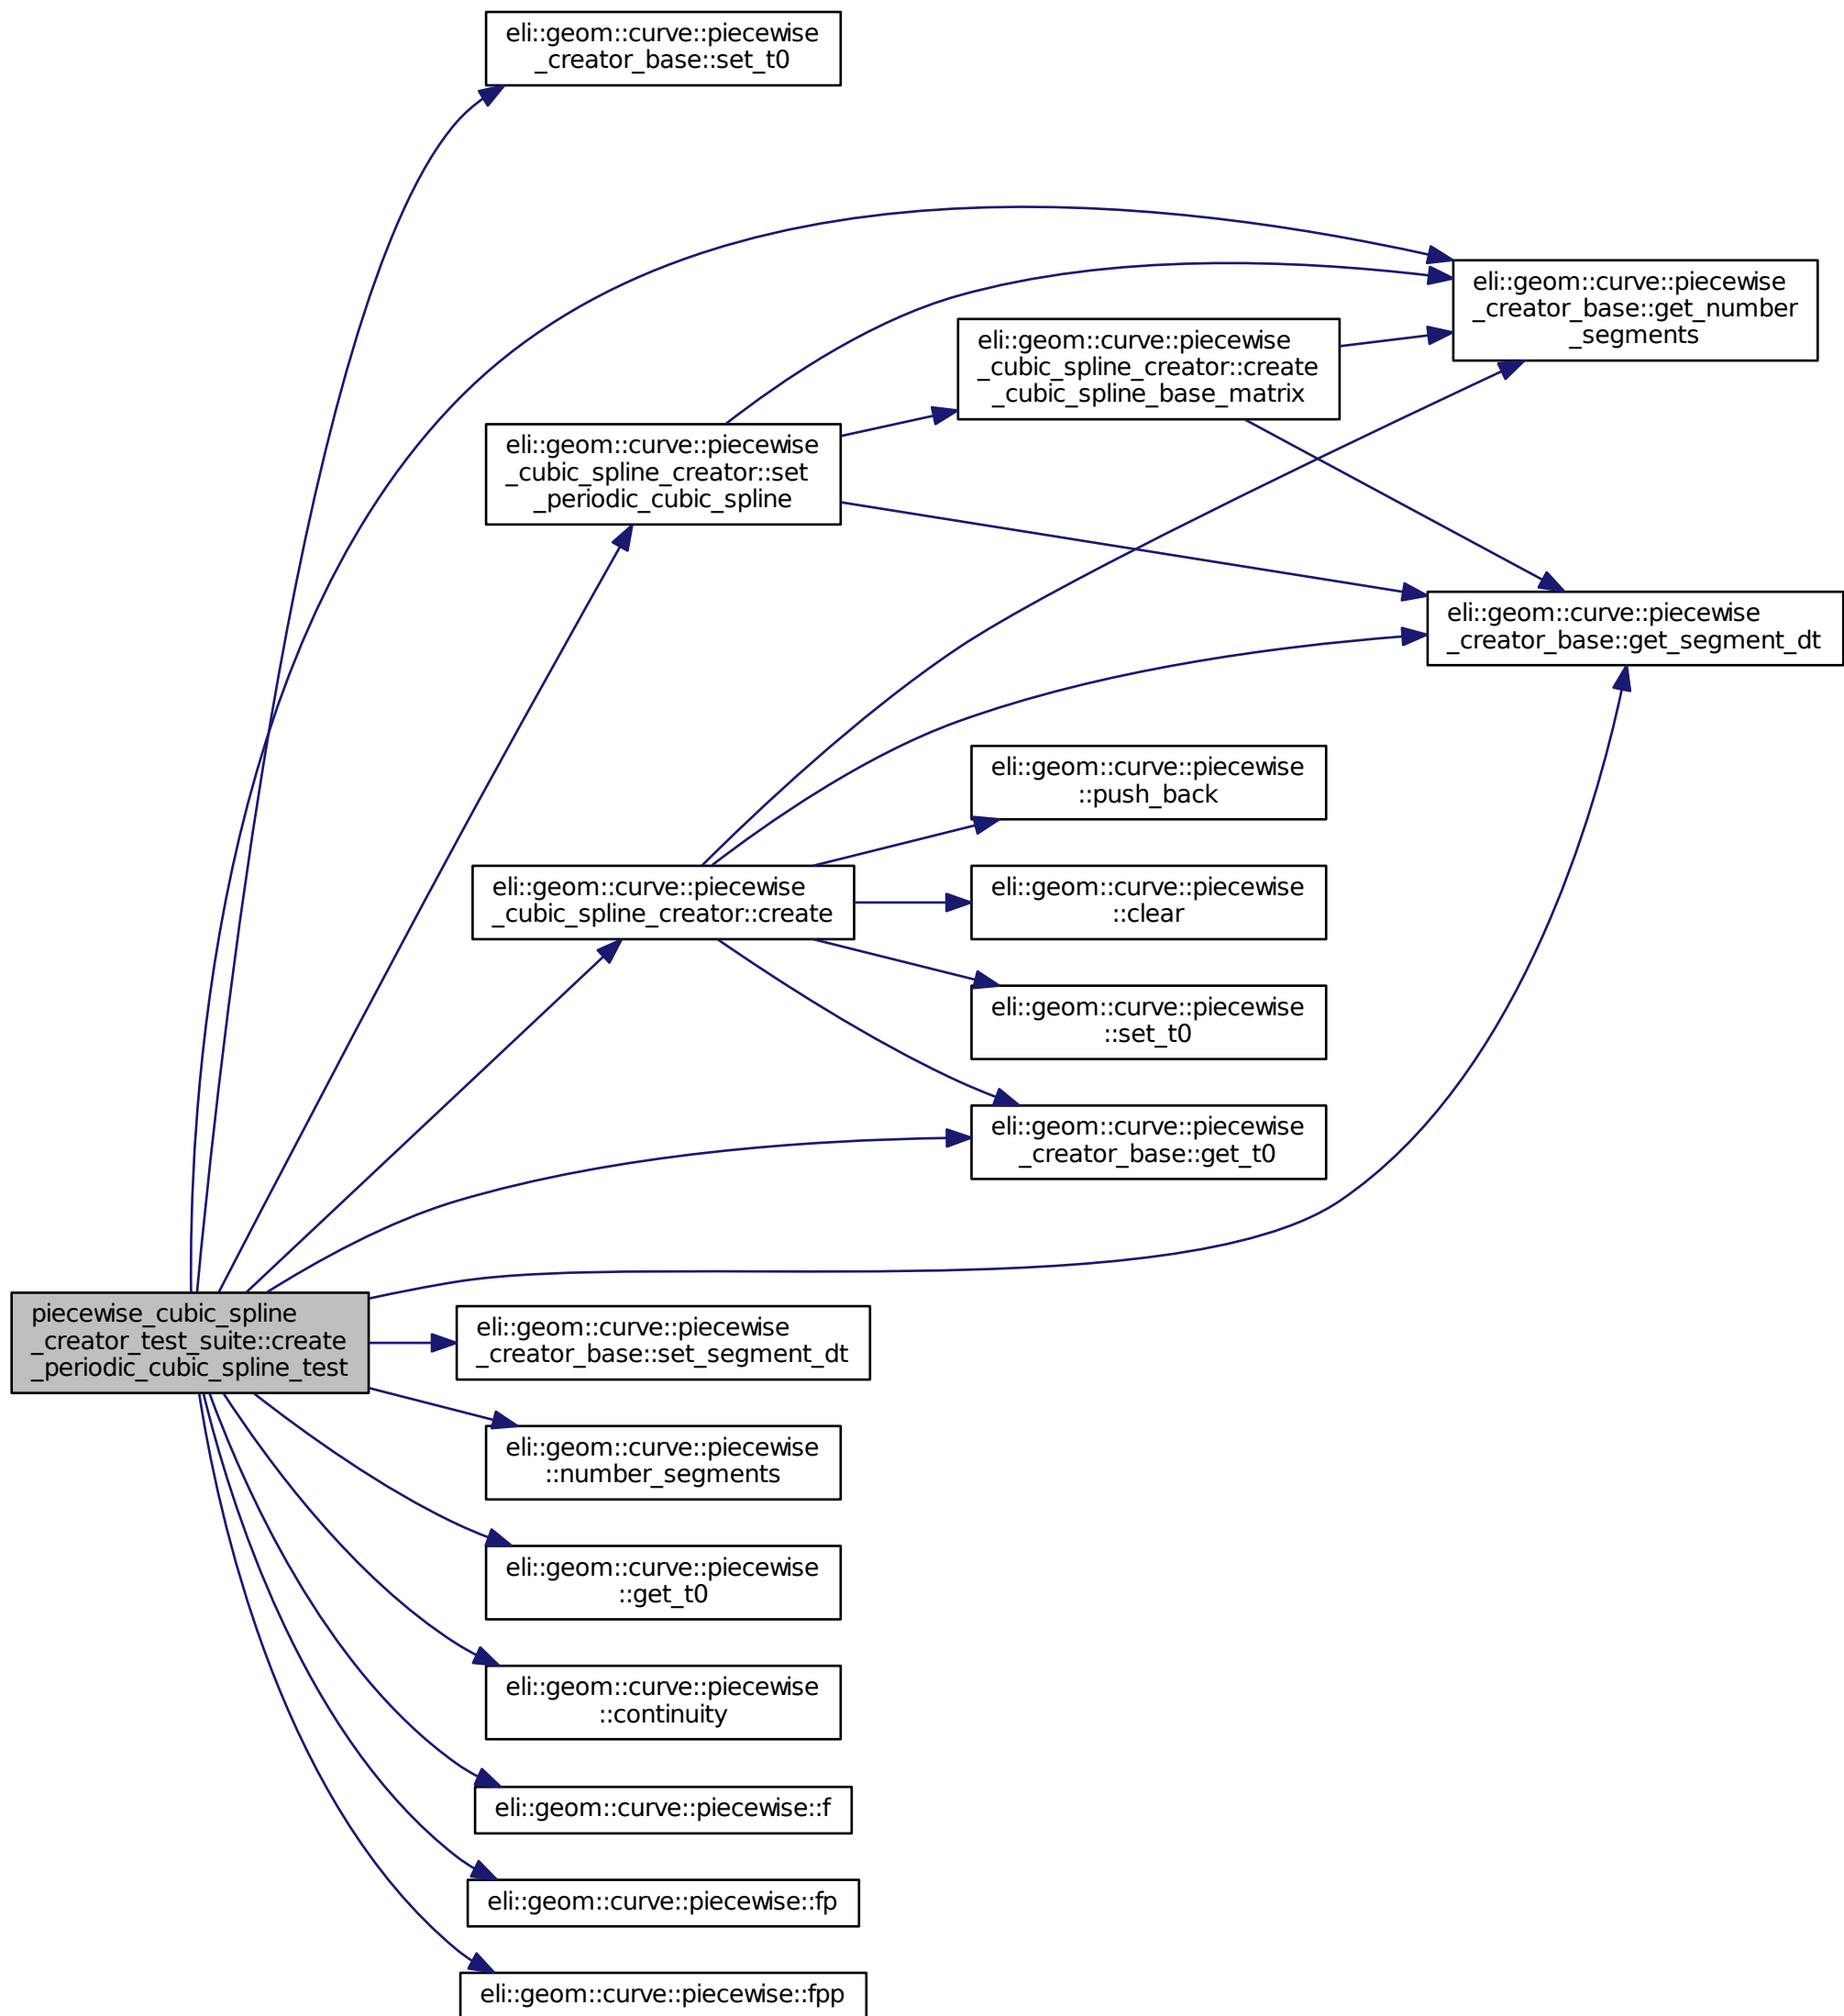 eli::geom::curve::piecewise
_creator_base::set_t0
eli::geom::curve::piecewise
_creator_base::get_number
_segments
eli::geom::curve::piecewise
_cubic_spline_creator::create
_cubic_spline_base_matrix
eli::geom::curve::piecewise
_cubic_spline_creator::set
_periodic_cubic_spline
eli::geom::curve::piecewise
_creator_base::get_segment_dt
eli::geom::curve::piecewise
::push_back
eli::geom::curve::piecewise
_cubic_spline_creator::create
eli::geom::curve::piecewise
::clear
eli::geom::curve::piecewise
::set_t0
eli::geom::curve::piecewise
_creator_base::get_t0
piecewise_cubic_spline
_creator_test_suite::create
_periodic_cubic_spline_test
eli::geom::curve::piecewise
_creator_base::set_segment_dt
eli::geom::curve::piecewise
::number_segments
eli::geom::curve::piecewise
::get_t0
eli::geom::curve::piecewise
::continuity
eli::geom::curve::piecewise::f
eli::geom::curve::piecewise::fp
eli::geom::curve::piecewise::fpp